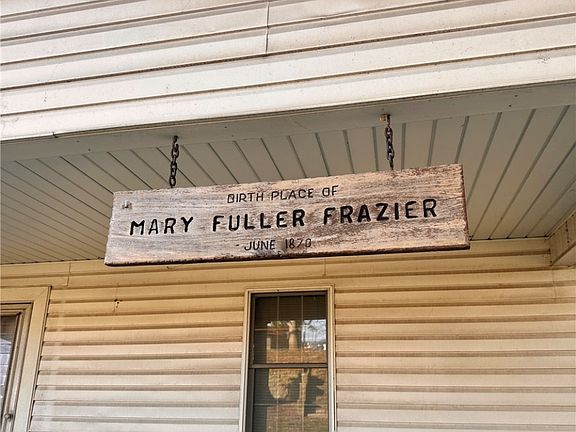 BIRTH PLACE OF
MARY FULLER FRAZIER
JUNE 1870